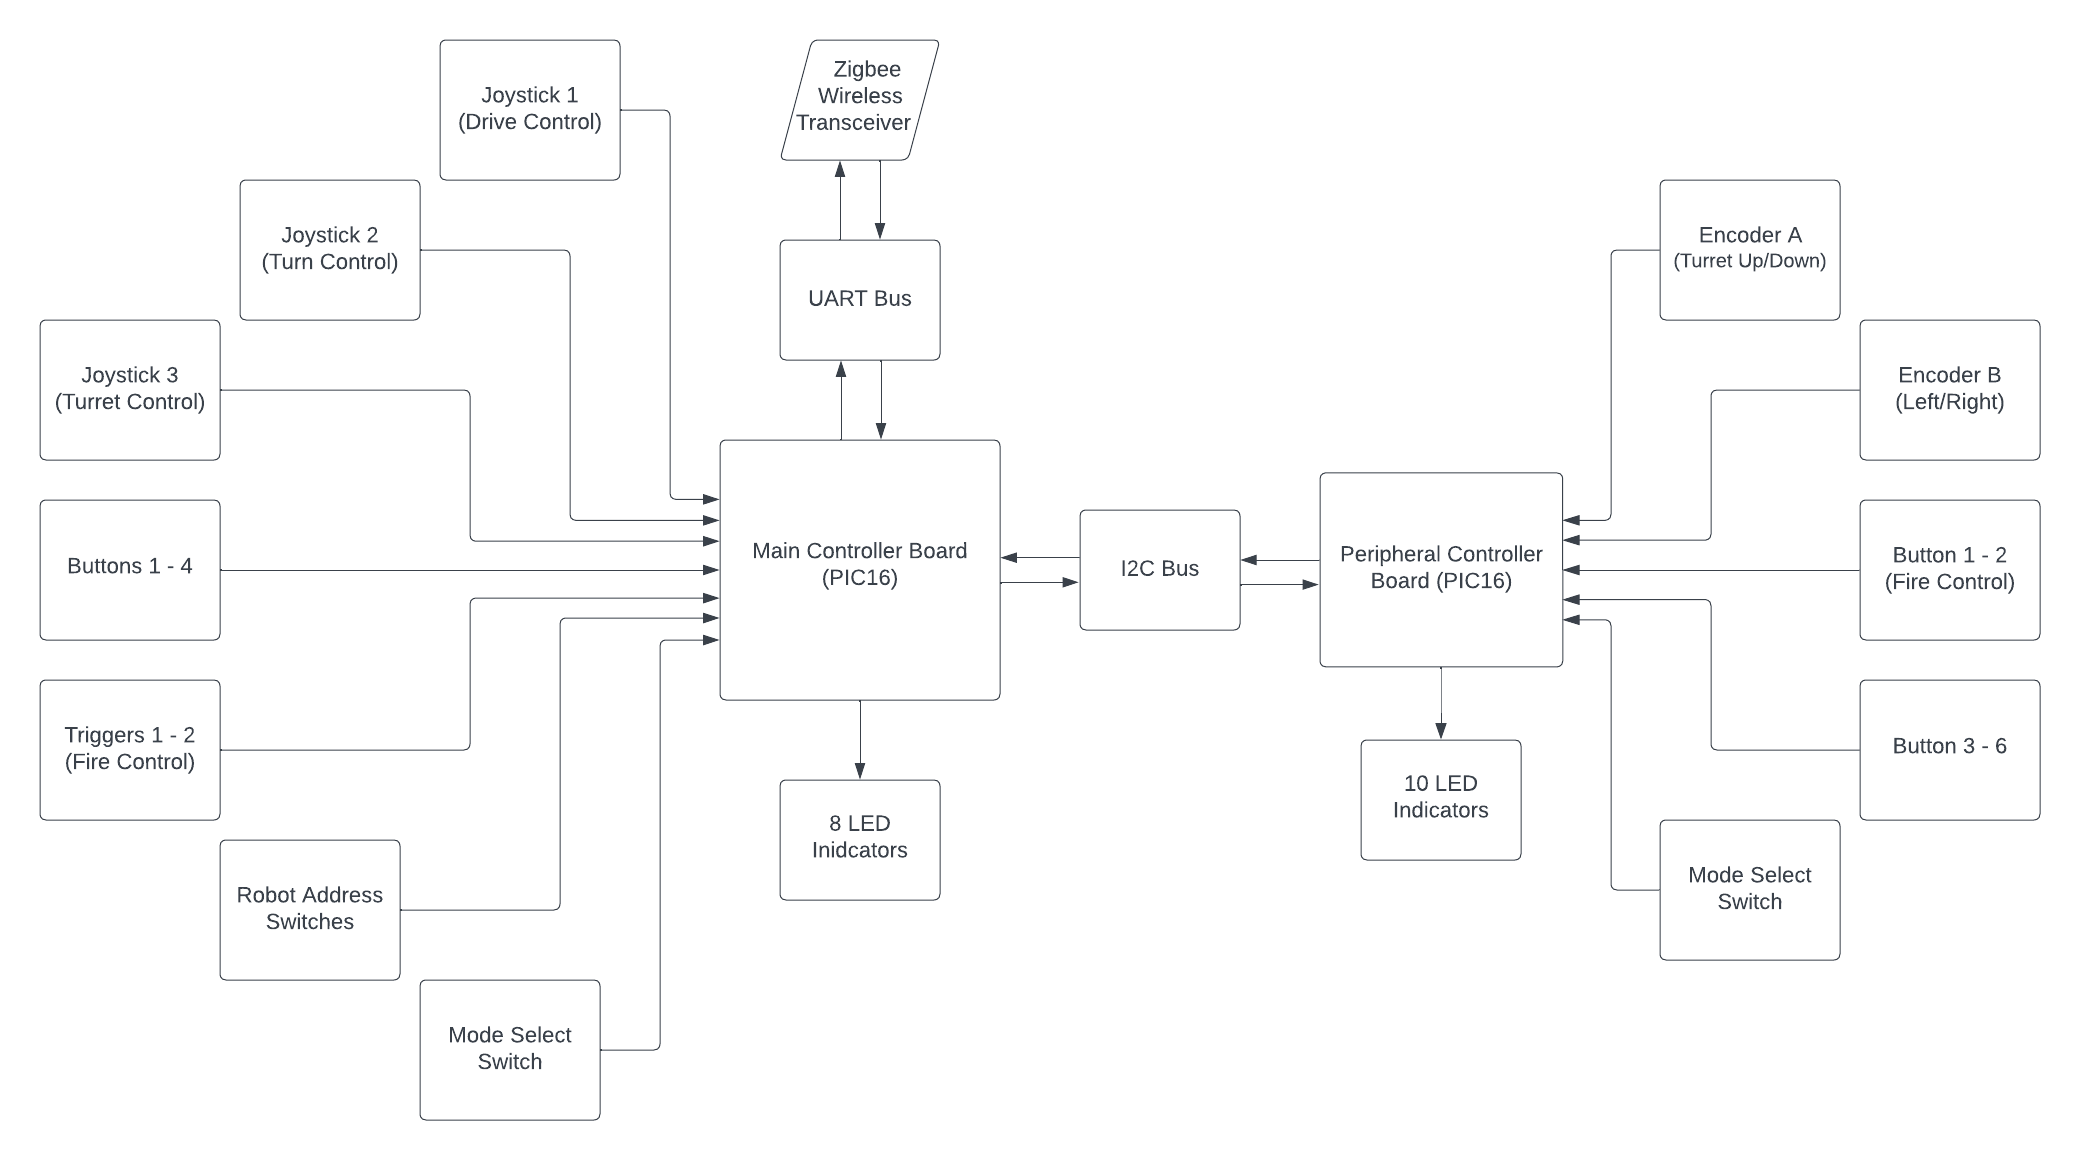 Joystick 1
(Drive Control)
Zigbee
Wireless
Transceiver
Joystick 2
(Turn Control)
UART Bus
Encoder A
(Turret Up/Down)
Joystick 3
(Turret Control)
Encoder B
(Left/Right)
Buttons 1 - 4
Main Controller Board
(PIC16)
I2C Bus
Peripheral Controller
Board (PIC16)
Button 1 - 2
(Fire Control)
Triggers 1 - 2
(Fire Control)
8 LED
Inidcators
10 LED
Indicators
Button 3 - 6
Robot Address
Switches
Mode Select
Switch
Mode Select
Switch